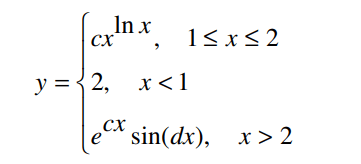 y = { cx^{ln x}, 1 ≤ x ≤ 2
2, x < 1
e^{cx} sin(dx), x > 2